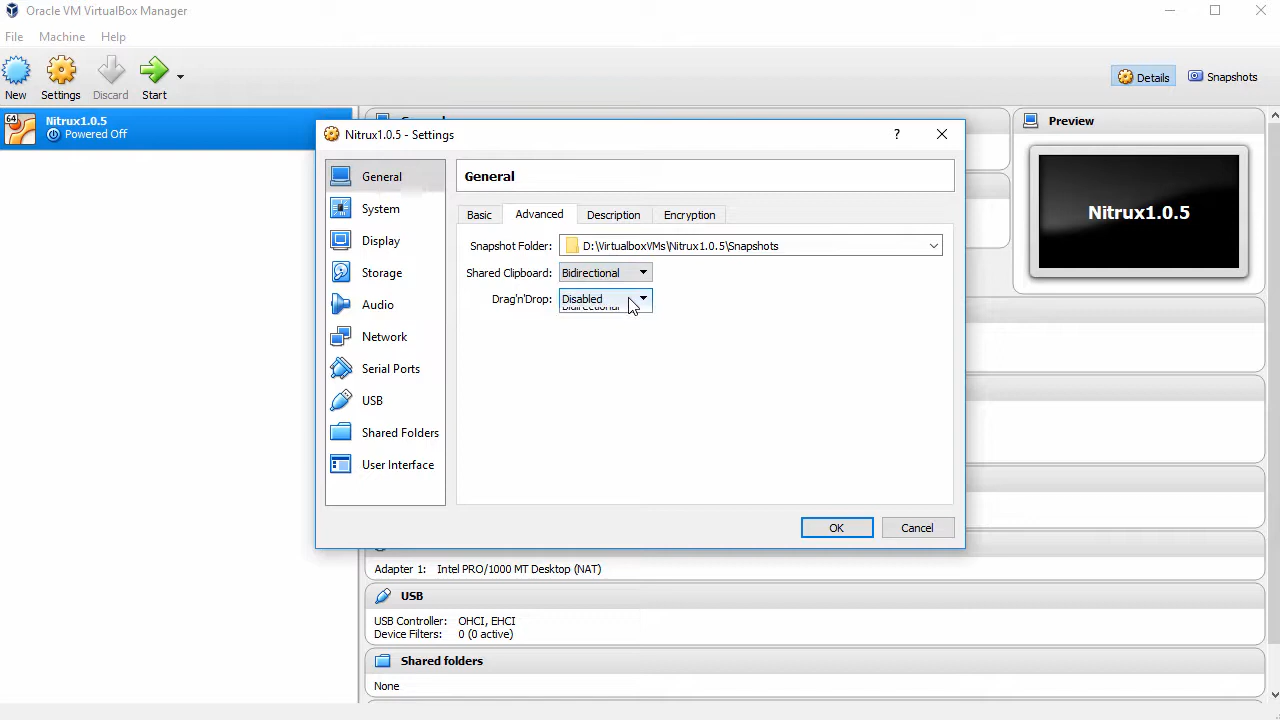 Oracle VM VirtualBox Manager
File Machine Help
New Settings Discard Start
Details Snapshots
64
Nitrux1.0.5
Powered Off
Preview
Nitrux1.0.5
Nitrux1.0.5 - Settings
?
General
System
Display
Storage
Audio
Network
Serial Ports
USB
Shared Folders
User Interface
General
Basic Advanced Description Encryption
Snapshot Folder: D:\VirtualboxVMs\Nitrux1.0.5\Snapshots
Shared Clipboard: Bidirectional
Drag'n'Drop: Disabled
OK Cancel
Adapter 1: Intel PRO/1000 MT Desktop (NAT)
USB
USB Controller: OHCI, EHCI
Device Filters: 0 (0 active)
Shared folders
None